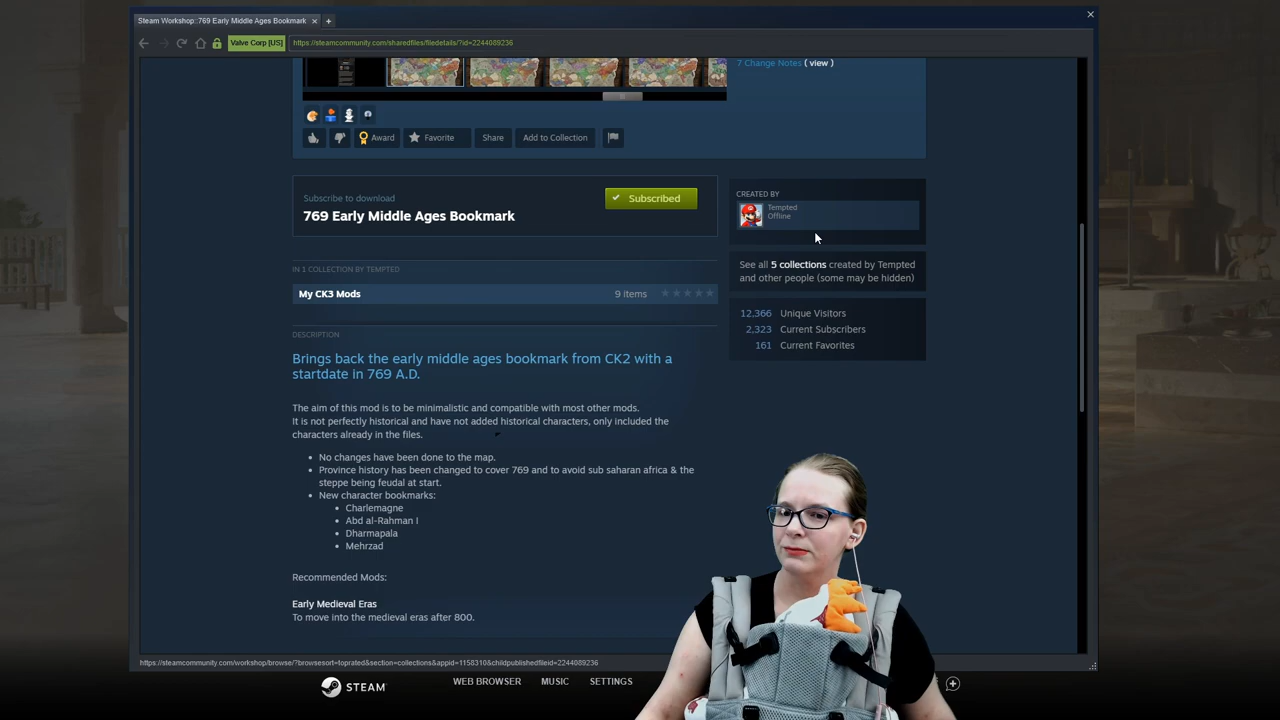 Steam Workshop::769 Early Middle Ages Bookmark
Valve Corp [US]
https://steamcommunity.com/sharedfiles/filedetails/?id=2244089236
7 Change Notes ( view )
Award
Favorite
Share
Add to Collection
Subscribe to download
769 Early Middle Ages Bookmark
Subscribed
CREATED BY
Tempted
Offline
See all 5 collections created by Tempted
and other people (some may be hidden)
IN 1 COLLECTION BY TEMPTED
My CK3 Mods
9 items
12,366 Unique Visitors
2,323 Current Subscribers
161 Current Favorites
DESCRIPTION
Brings back the early middle ages bookmark from CK2 with a
startdate in 769 A.D.
The aim of this mod is to be minimalistic and compatible with most other mods.
It is not perfectly historical and have not added historical characters, only included the
characters already in the files.
• No changes have been done to the map.
• Province history has been changed to cover 769 and to avoid sub saharan africa & the
steppe being feudal at start.
• New character bookmarks:
• Charlemagne
• Abd al-Rahman I
• Dharmapala
• Mehrzad
Recommended Mods:
Early Medieval Eras
To move into the medieval eras after 800.
https://steamcommunity.com/workshop/browse/?browsesort=toprated&section=collections&appid=1158310&childpublishedfileid=2244089236
STEAM
WEB BROWSER
MUSIC
SETTINGS